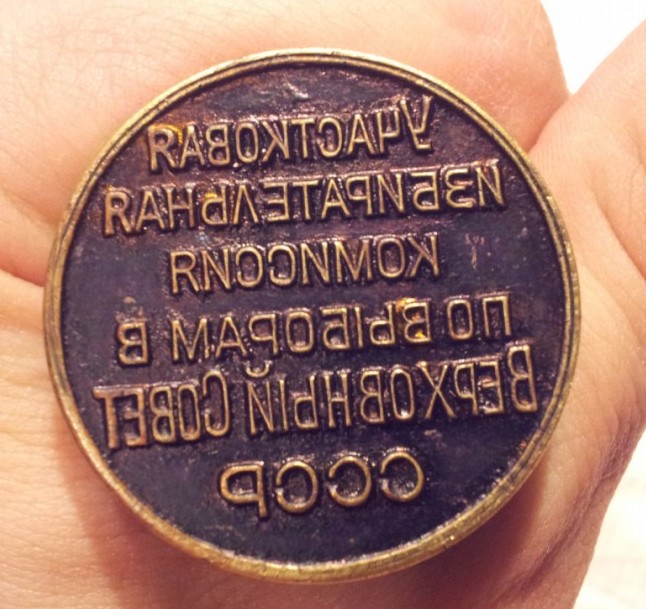 УЧАСТКОВАЯ
ИЗБИРАТЕЛЬНАЯ
КОМИССИЯ
ПО ВЫБОРАМ В
ВЕРХОВНЫЙ СОВЕТ
СССР